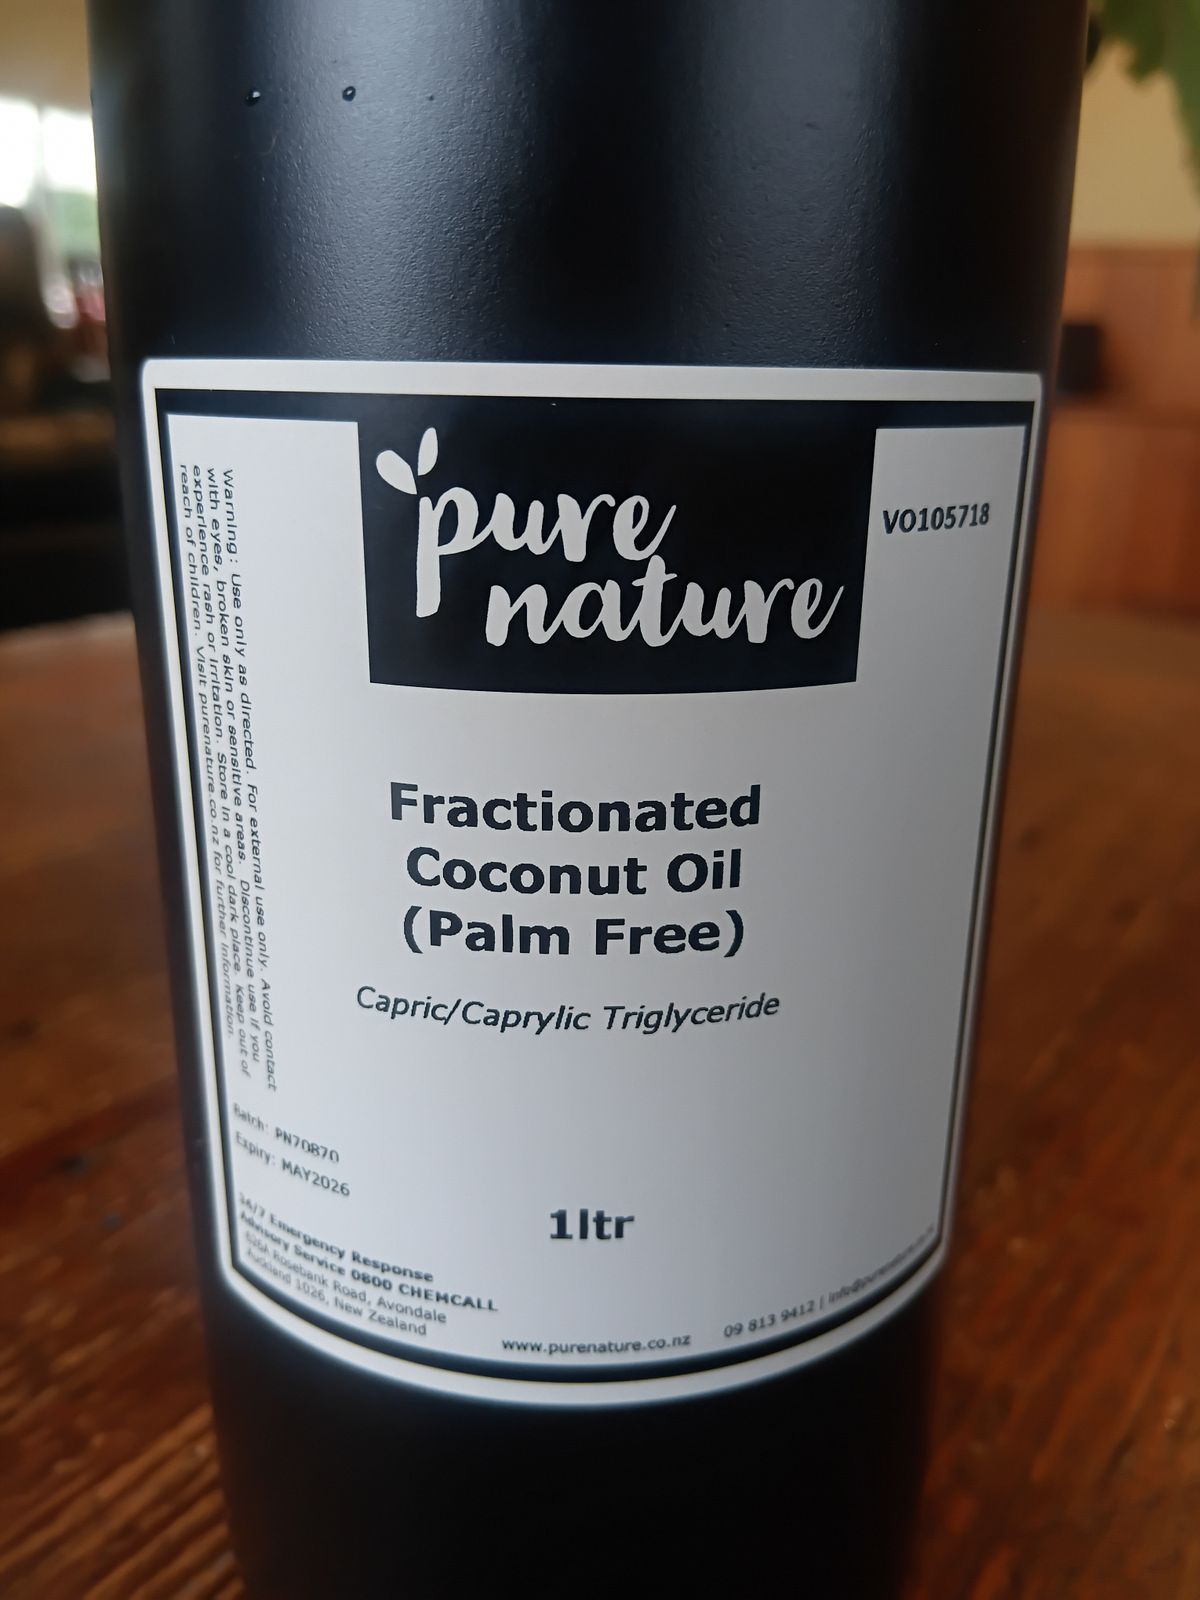 pure
nature
VO105718
Warning: Use only as directed. For external use only. Avoid contact
with eyes, broken skin or sensitive areas. Discontinue use if you
experience rash or irritation. Store in a cool dark place. Keep out of
reach of children. Visit purenature.co.nz for further information.
Fractionated
Coconut Oil
(Palm Free)
Capric/Caprylic Triglyceride
Batch: PN70870
Expiry: MAY2026
1ltr
24/7 Emergency Response
Advisory Service 0800 CHEMCALL
626A Rosebank Road, Avondale
Auckland 1026, New Zealand
www.purenature.co.nz
09 813 9412 |